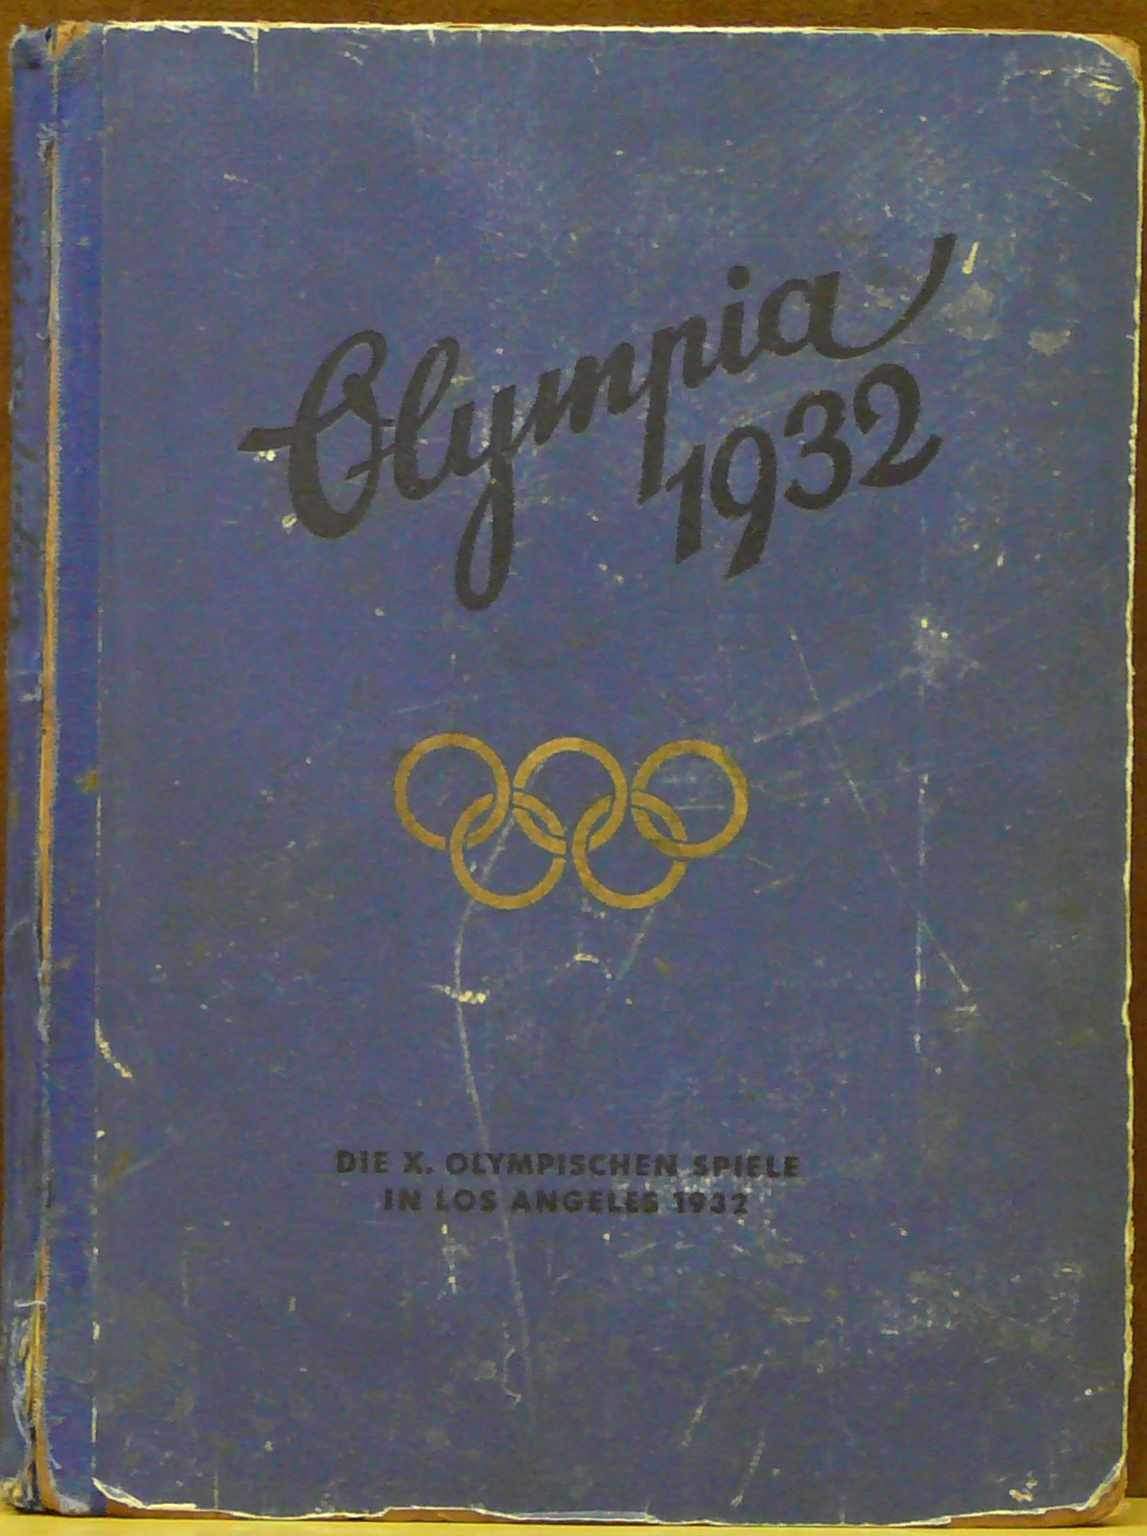 Olympia
1932
DIE X. OLYMPISCHEN SPIELE
IN LOS ANGELES 1932